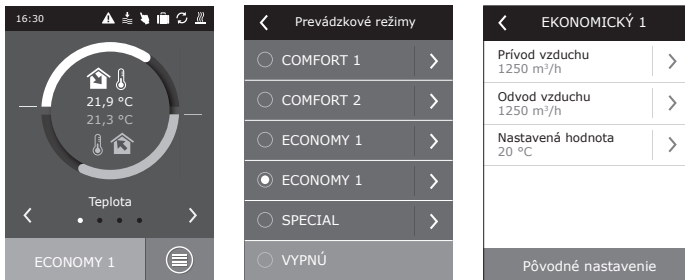 16:30
21,9 °C
21,3 °C
Teplota
ECONOMY 1
Prevádzkové režimy
COMFORT 1
COMFORT 2
ECONOMY 1
ECONOMY 1
SPECIAL
VYPNÚ
EKONOMICKÝ 1
Prívod vzduchu
1250 m³/h
Odvod vzduchu
1250 m³/h
Nastavená hodnota
20 °C
Pôvodné nastavenie